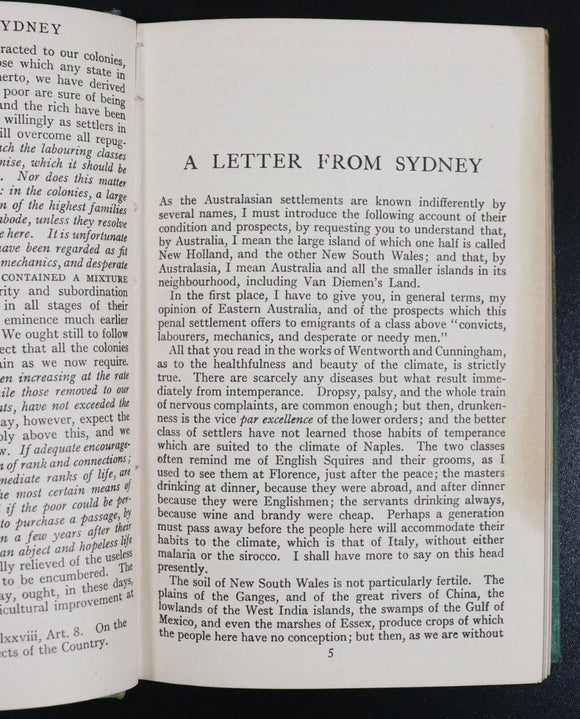 YDNEY
tracted to our colonies,
ose which any state in
herto, we have derived
poor are sure of being
and the rich have been
willingly as settlers in
ill overcome all repug-
uch the labouring classes
mise, which it should be
. Nor does this matter
: in the colonies, a large
n of the highest families
mbode, unless they resolve
e here. It is unfortunate
ave been regarded as fit
mechanics, and desperate
CONTAINED A MIXTURE
rity and subordination
in all stages of their
eminence much earlier
We ought still to follow
ect that all the colonies
ain as we now require.
en increasing at the rate
hile those removed to our
nts, have not exceeded the
ay, however, expect the
bly above this, and we
w. If adequate encourage-
n of rank and connections;
mediate ranks of life, are
he most certain means of
d if the poor could be per-
to purchase a passage, by
n a few years after their
an abject and hopeless life
lly relieved of the useless
to be encumbered. The
ay, ought, in these days,
icultural improvement at
lxxviii, Art. 8. On the
ects of the Country.
A LETTER FROM SYDNEY
As the Australasian settlements are known indifferently by
several names, I must introduce the following account of their
condition and prospects, by requesting you to understand that,
by Australia, I mean the large island of which one half is called
New Holland, and the other New South Wales; and that, by
Australasia, I mean Australia and all the smaller islands in its
neighbourhood, including Van Diemen's Land.
In the first place, I have to give you, in general terms, my
opinion of Eastern Australia, and of the prospects which this
penal settlement offers to emigrants of a class above "convicts,
labourers, mechanics, and desperate or needy men."
All that you read in the works of Wentworth and Cunningham,
as to the healthfulness and beauty of the climate, is strictly
true. There are scarcely any diseases but what result imme-
diately from intemperance. Dropsy, palsy, and the whole train
of nervous complaints, are common enough; but then, drunken-
ness is the vice par excellence of the lower orders; and the better
class of settlers have not learned those habits of temperance
which are suited to the climate of Naples. The two classes
often remind me of English Squires and their grooms, as I
used to see them at Florence, just after the peace; the masters
drinking at dinner, because they were abroad, and after dinner
because they were Englishmen; the servants drinking always,
because wine and brandy were cheap. Perhaps a generation
must pass away before the people here will accommodate their
habits to the climate, which is that of Italy, without either
malaria or the sirocco. I shall have more to say on this head
presently.
The soil of New South Wales is not particularly fertile. The
plains of the Ganges, and of the great rivers of China, the
lowlands of the West India islands, the swamps of the Gulf of
Mexico, and even the marshes of Essex, produce crops of which
the people here have no conception; but then, as we are without
5